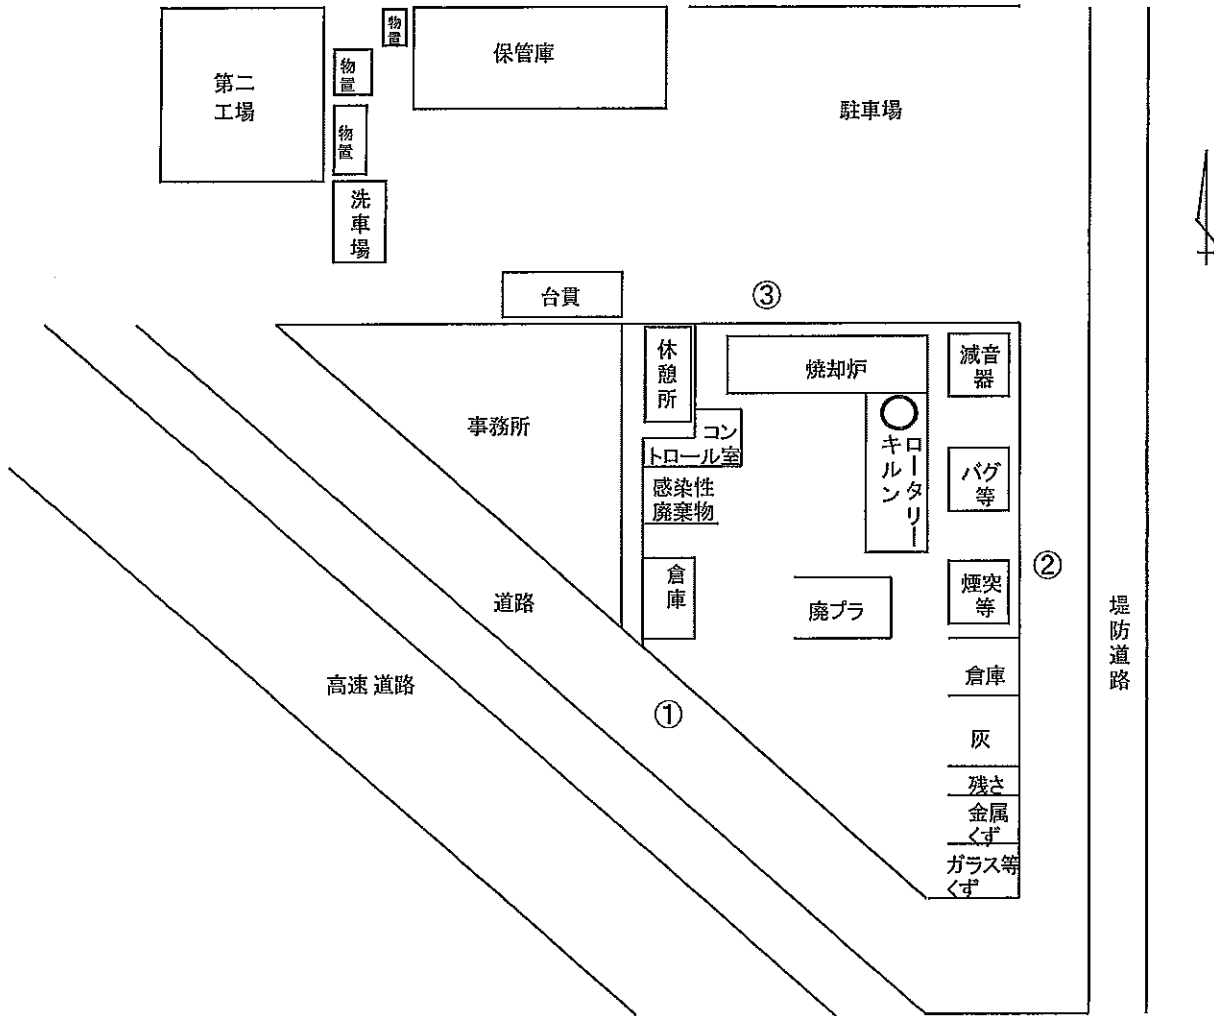 物
置
保管庫
第二
工場
物
置
駐車場
物
置
洗
車
場
台貫
③
休
憩
所
焼却炉
減音
器
事務所
コン
トロール室
ロータリー
キルン
バグ
等
感染性
廃棄物
倉
庫
②
煙突
等
道路
廃プラ
堤
防
道
路
倉庫
高速 道路
①
灰
残さ
金属
くず
ガラス等
くず